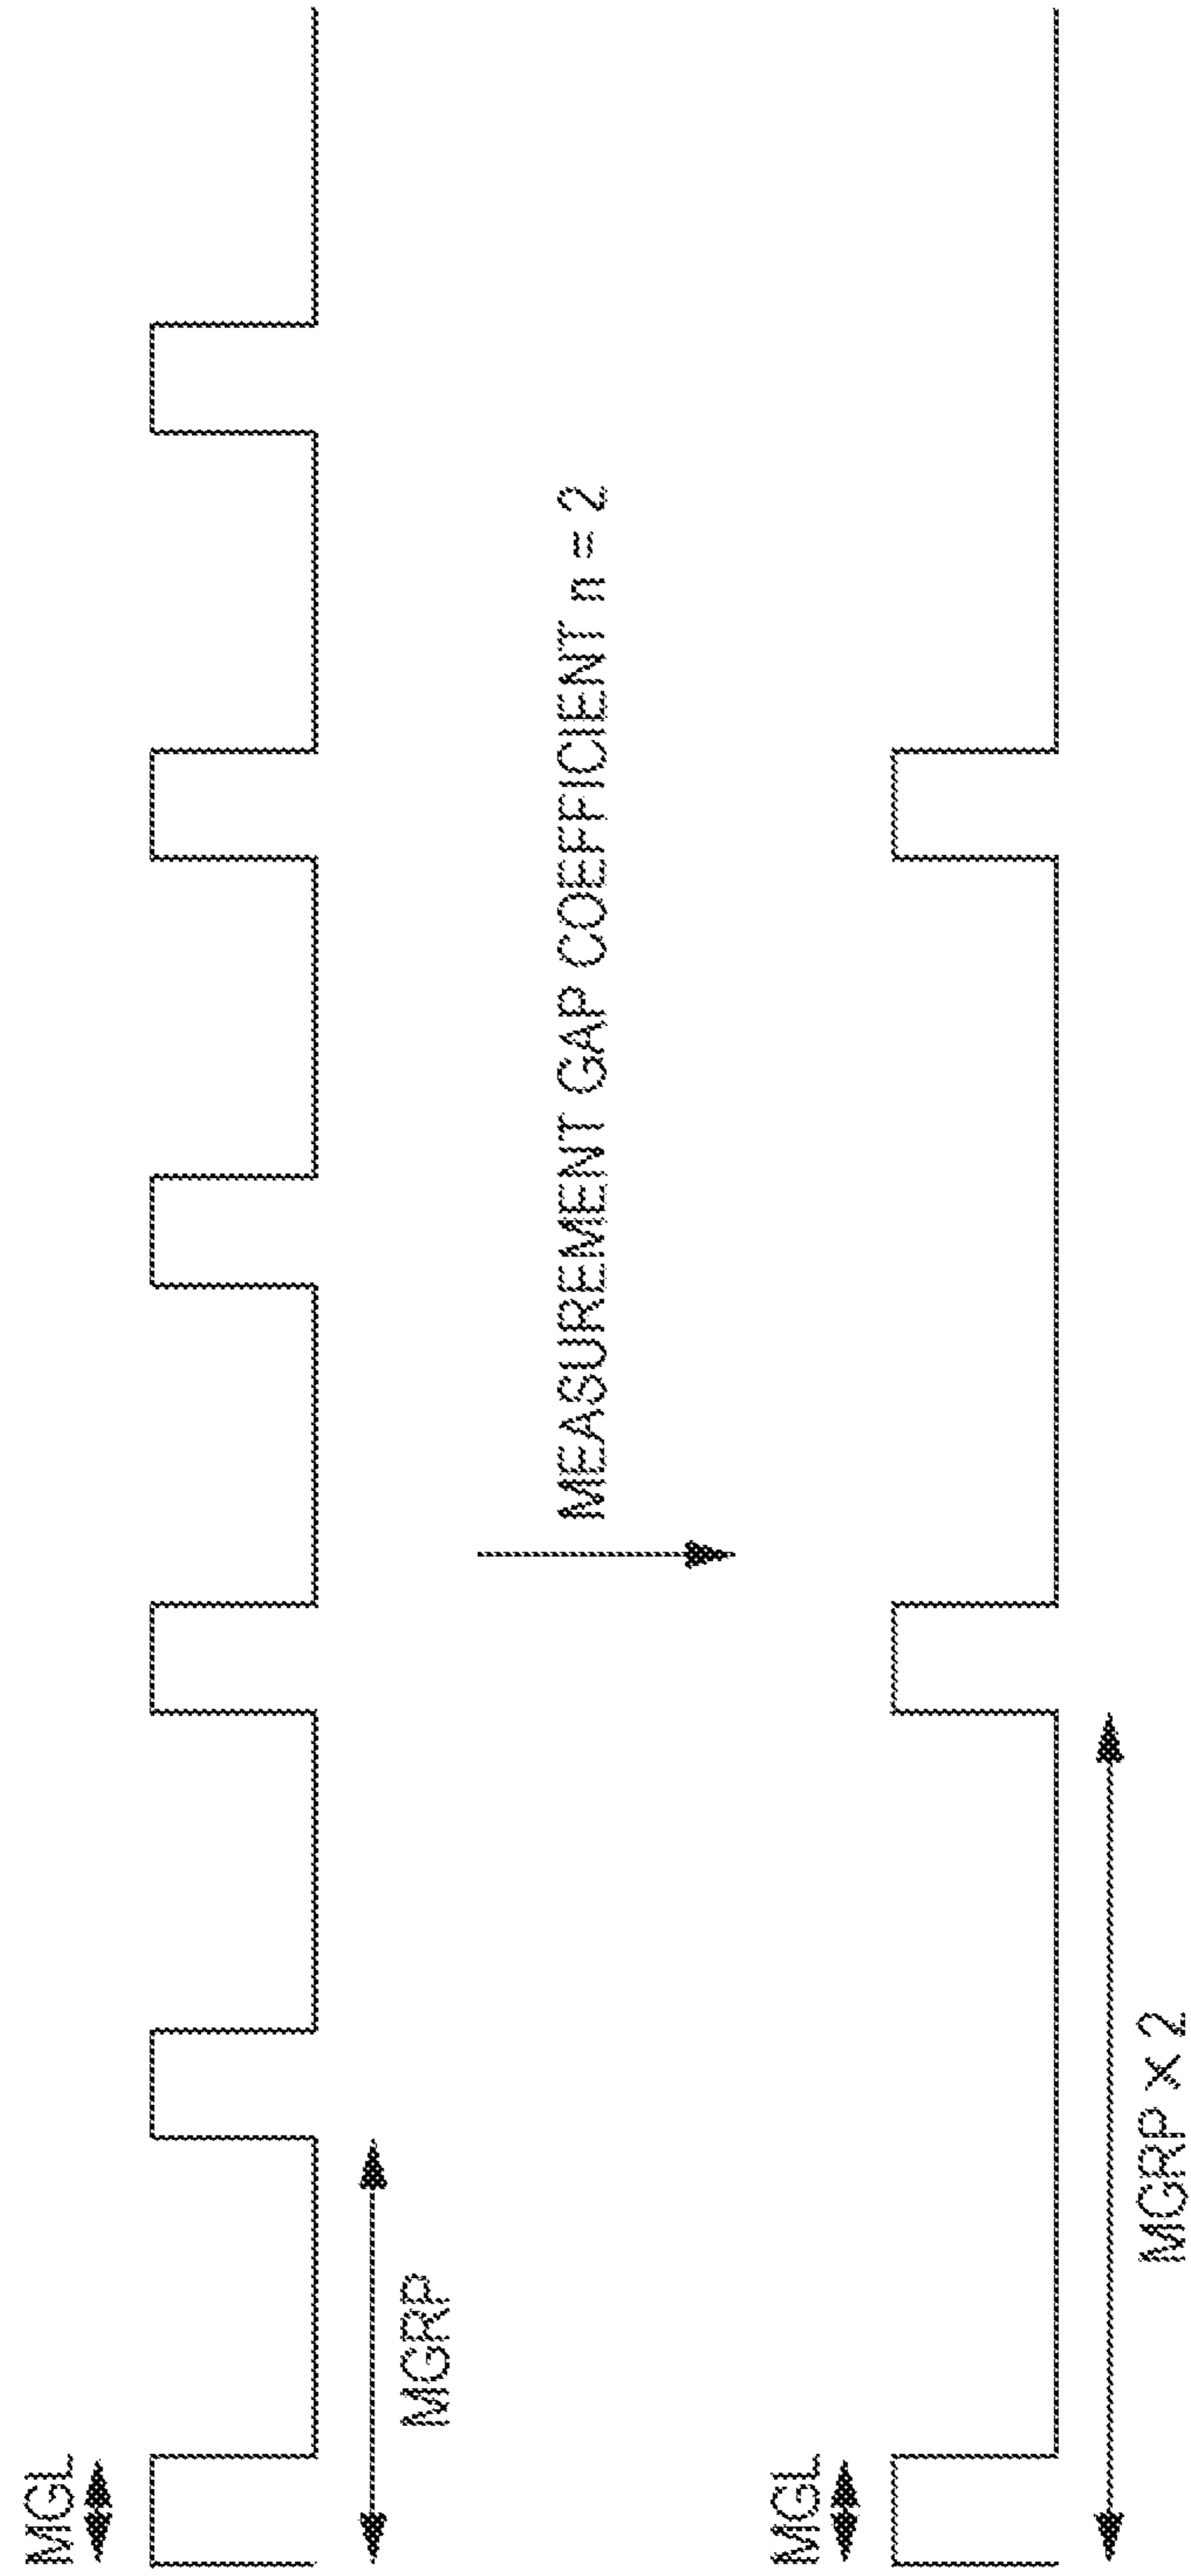 MGL
MGRP
MEASUREMENT GAP COEFFICIENT n = 2
MGL
MGRP × 2